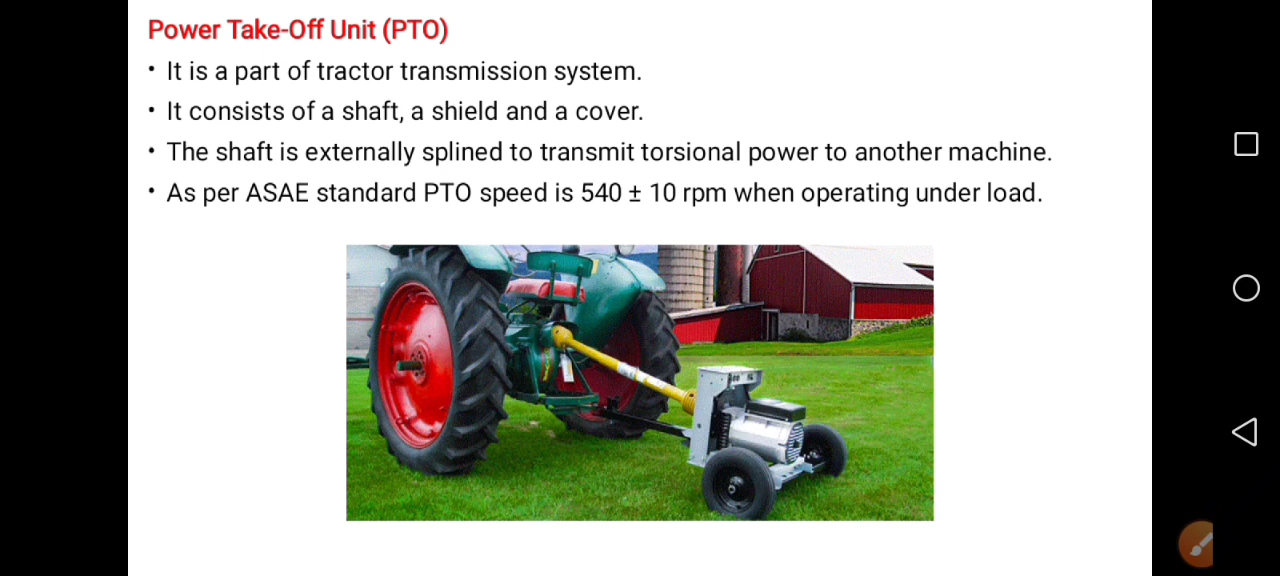 Power Take-Off Unit (PTO)
• It is a part of tractor transmission system.
• It consists of a shaft, a shield and a cover.
• The shaft is externally splined to transmit torsional power to another machine.
• As per ASAE standard PTO speed is 540 ± 10 rpm when operating under load.